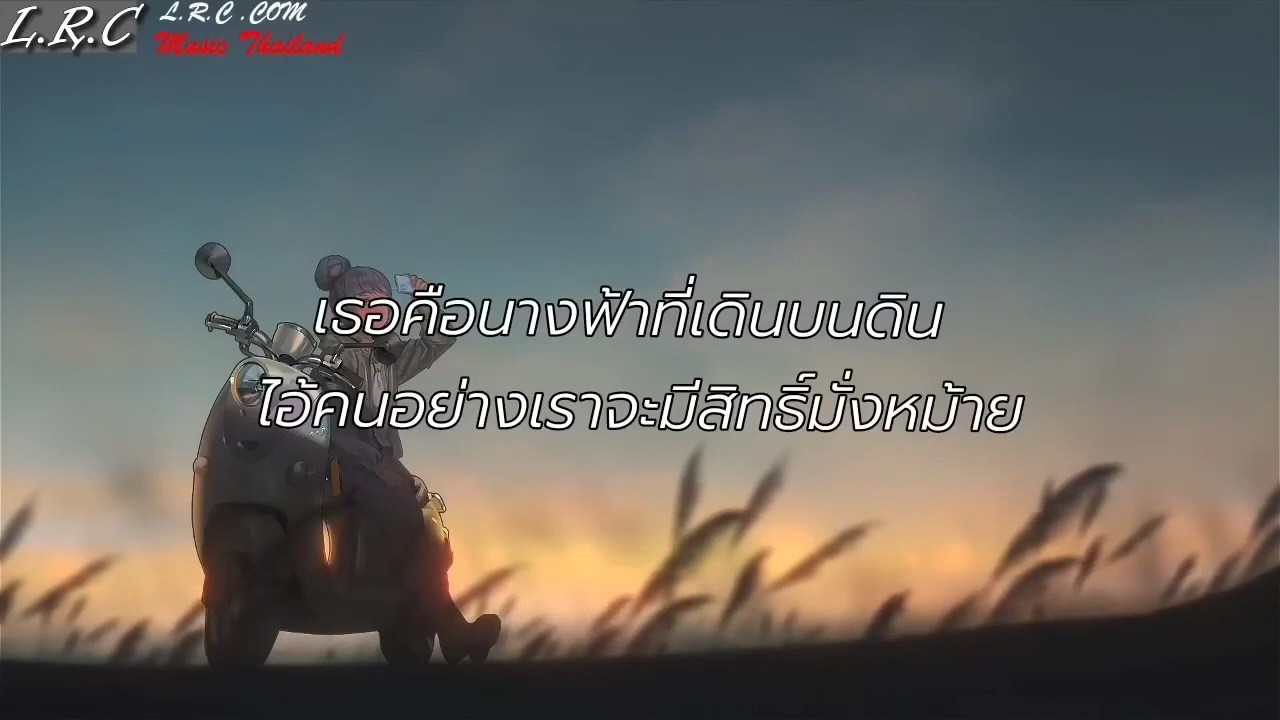 L.R.C
L.R.C .COM
Music Thailand
เธอคือนางฟ้าที่เดินบนดิน
ไอ้คนอย่างเราจะมีสิทธิ์มั่งหม้าย